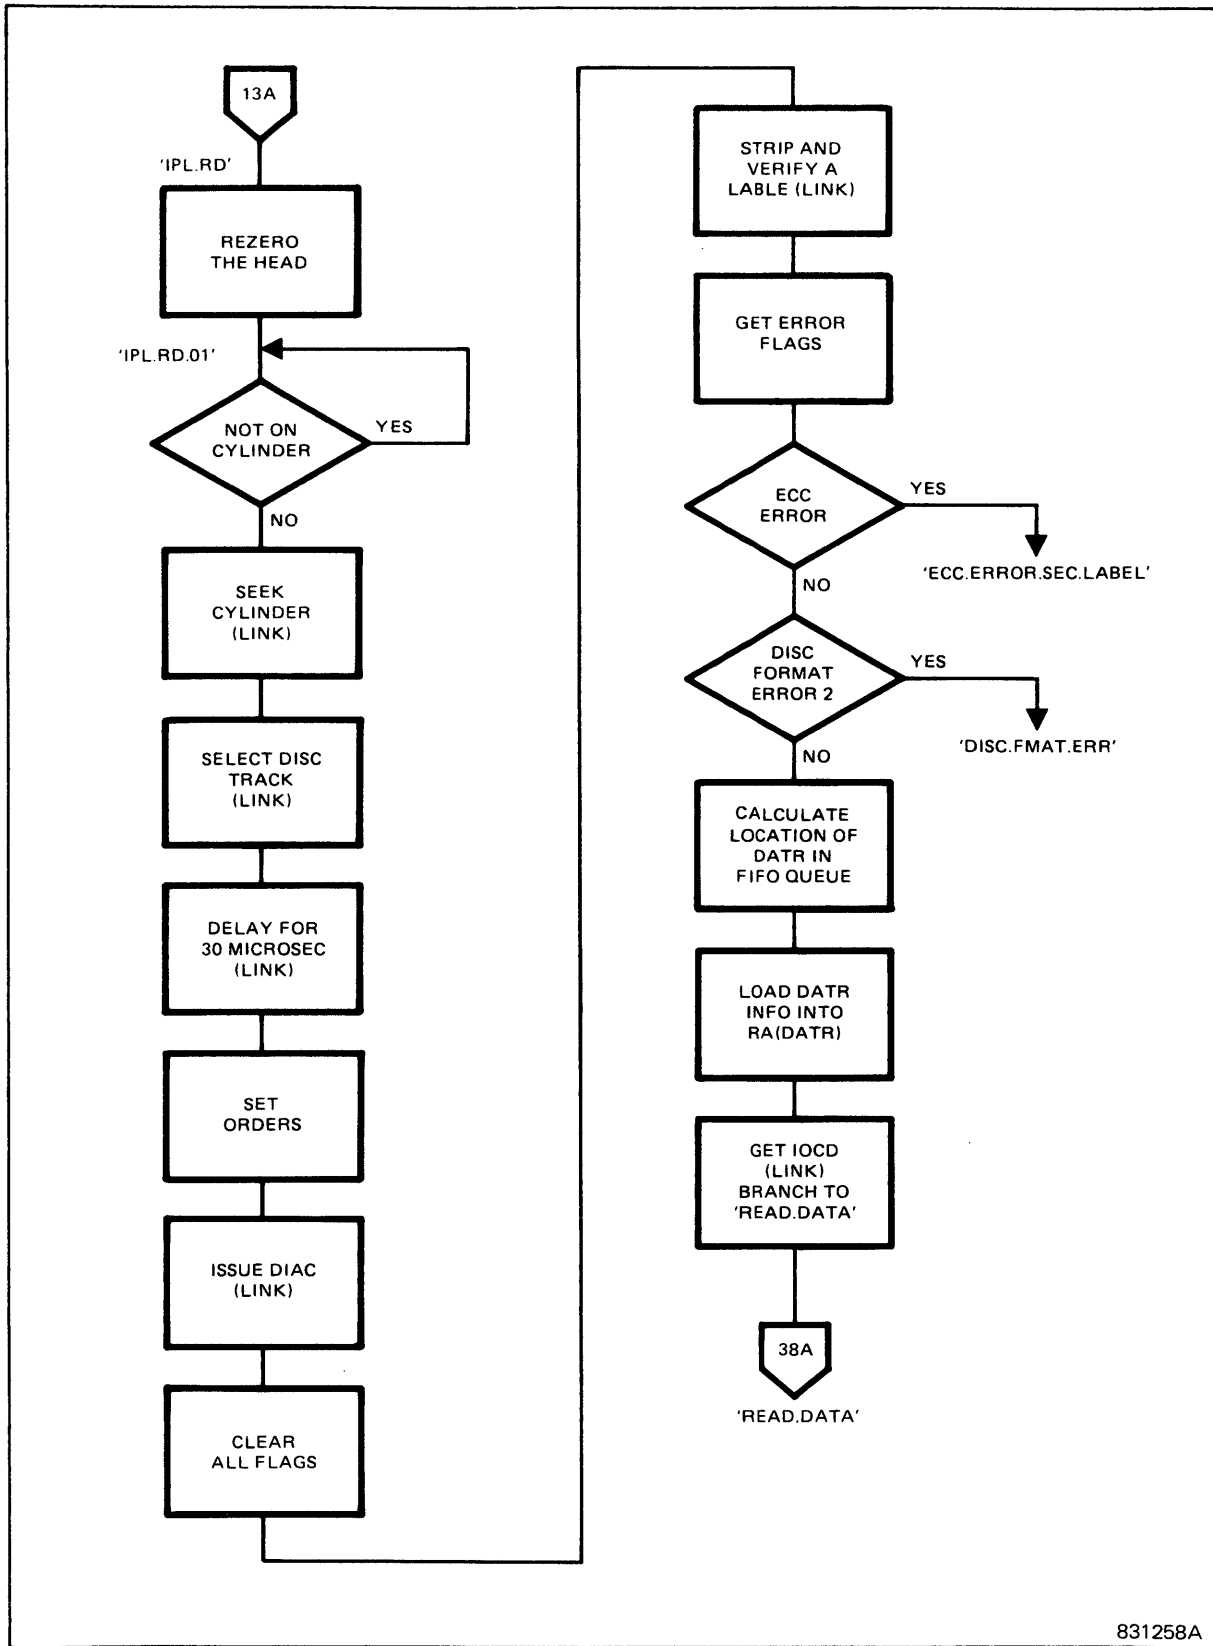 13A
'IPL.RD'
REZERO
THE HEAD
'IPL.RD.01'
NOT ON
CYLINDER
YES
NO
SEEK
CYLINDER
(LINK)
SELECT DISC
TRACK
(LINK)
DELAY FOR
30 MICROSEC
(LINK)
SET
ORDERS
ISSUE DIAC
(LINK)
CLEAR
ALL FLAGS
STRIP AND
VERIFY A
LABLE (LINK)
GET ERROR
FLAGS
ECC
ERROR
YES
'ECC.ERROR.SEC.LABEL'
NO
DISC
FORMAT
ERROR 2
YES
'DISC.FMAT.ERR'
NO
CALCULATE
LOCATION OF
DATR IN
FIFO QUEUE
LOAD DATR
INFO INTO
RA(DATR)
GET IOCD
(LINK)
BRANCH TO
'READ.DATA'
38A
'READ.DATA'
831258A